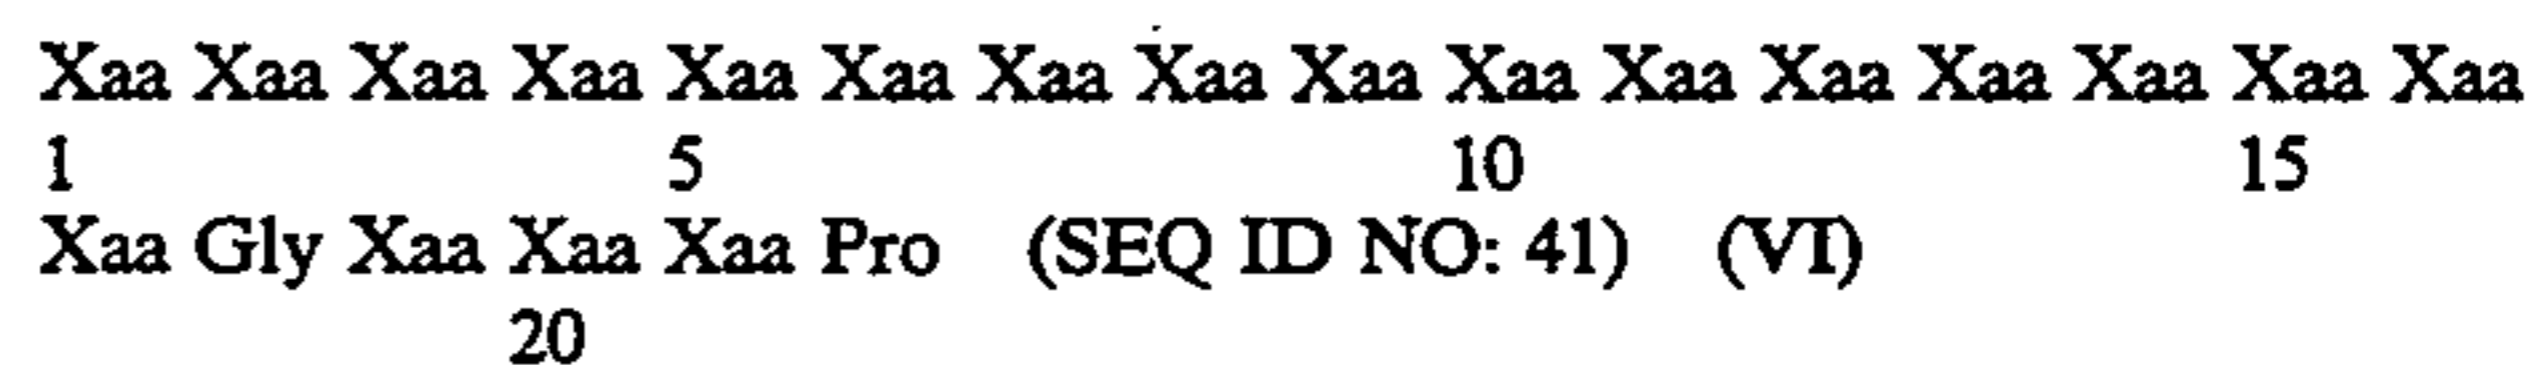 Xaa Xaa Xaa Xaa Xaa Xaa Xaa Xaa Xaa Xaa Xaa Xaa Xaa Xaa Xaa Xaa
1 5 10 15
Xaa Gly Xaa Xaa Xaa Pro (SEQ ID NO: 41) (VI)
20